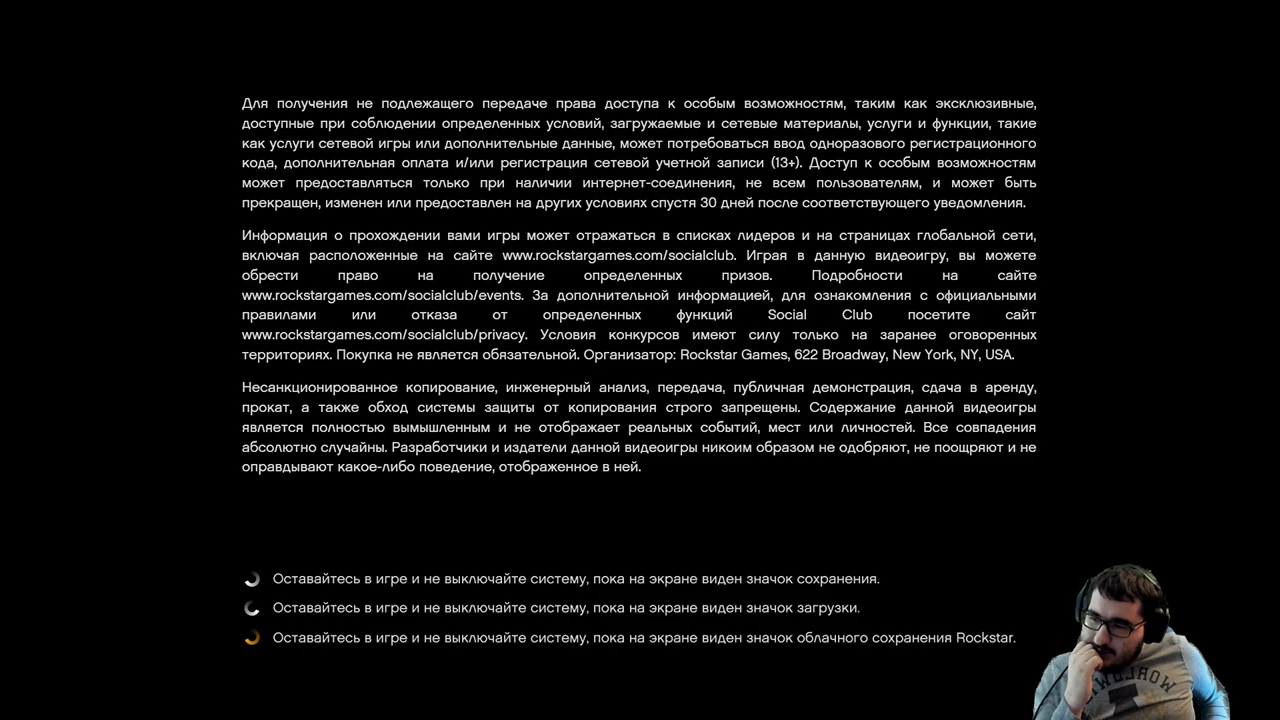 Для получения не подлежащего передаче права доступа к особым возможностям, таким как эксклюзивные,
доступные при соблюдении определенных условий, загружаемые и сетевые материалы, услуги и функции, такие
как услуги сетевой игры или дополнительные данные, может потребоваться ввод одноразового регистрационного
кода, дополнительная оплата и/или регистрация сетевой учетной записи (13+). Доступ к особым возможностям
может предоставляться только при наличии интернет-соединения, не всем пользователям, и может быть
прекращен, изменен или предоставлен на других условиях спустя 30 дней после соответствующего уведомления.
Информация о прохождении вами игры может отражаться в списках лидеров и на страницах глобальной сети,
включая расположенные на сайте www.rockstargames.com/socialclub. Играя в данную видеоигру, вы можете
обрести право на получение определенных призов. Подробности на сайте
www.rockstargames.com/socialclub/events. За дополнительной информацией, для ознакомления с официальными
правилами или отказа от определенных функций Social Club посетите сайт
www.rockstargames.com/socialclub/privacy. Условия конкурсов имеют силу только на заранее оговоренных
территориях. Покупка не является обязательной. Организатор: Rockstar Games, 622 Broadway, New York, NY, USA.
Несанкционированное копирование, инженерный анализ, передача, публичная демонстрация, сдача в аренду,
прокат, а также обход системы защиты от копирования строго запрещены. Содержание данной видеоигры
является полностью вымышленным и не отображает реальных событий, мест или личностей. Все совпадения
абсолютно случайны. Разработчики и издатели данной видеоигры никоим образом не одобряют, не поощряют и не
оправдывают какое-либо поведение, отображенное в ней.
Оставайтесь в игре и не выключайте систему, пока на экране виден значок сохранения.
Оставайтесь в игре и не выключайте систему, пока на экране виден значок загрузки.
Оставайтесь в игре и не выключайте систему, пока на экране виден значок облачного сохранения Rockstar.